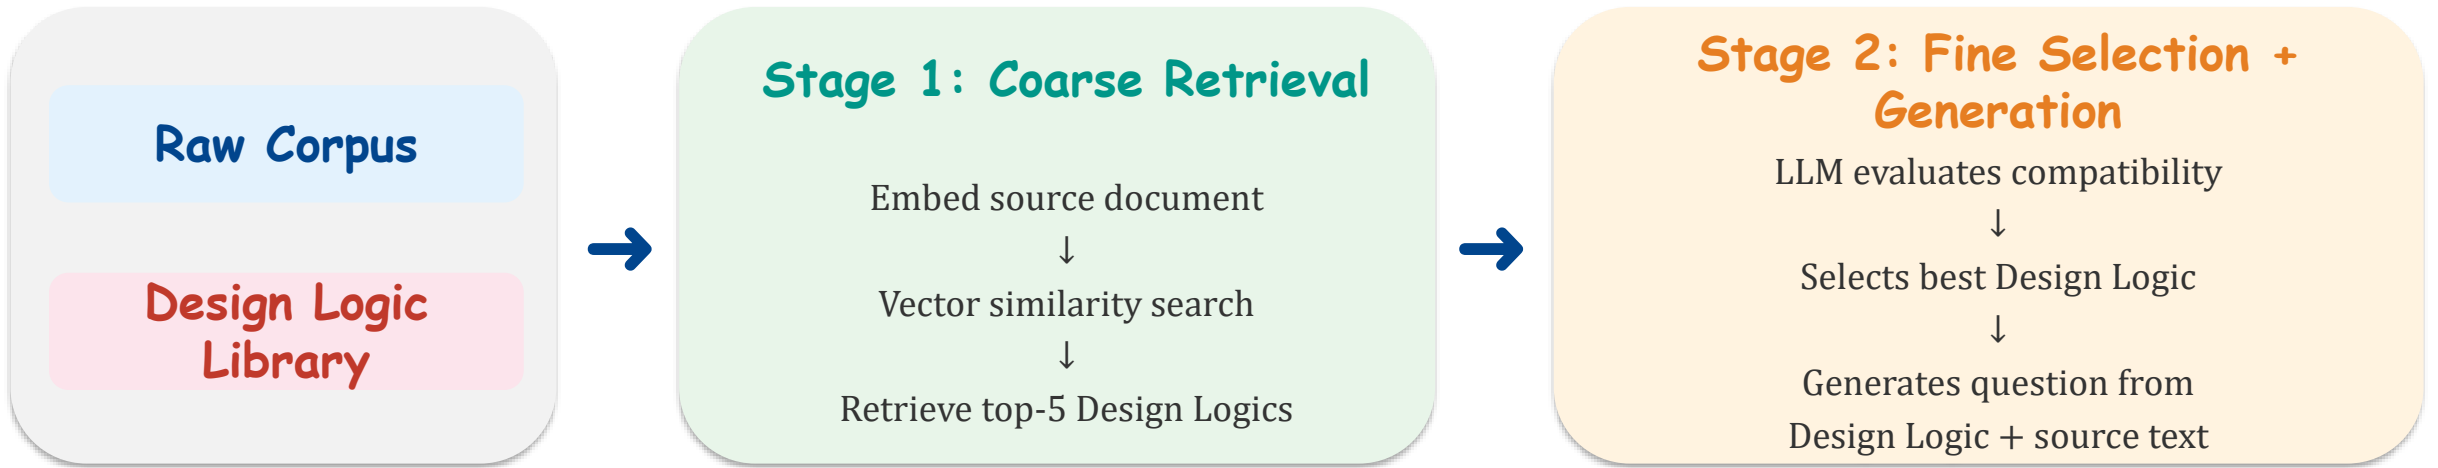 Raw Corpus
Design Logic
Library
→
Stage 1: Coarse Retrieval
Embed source document
↓
Vector similarity search
↓
Retrieve top-5 Design Logics
→
Stage 2: Fine Selection +
Generation
LLM evaluates compatibility
↓
Selects best Design Logic
↓
Generates question from
Design Logic + source text